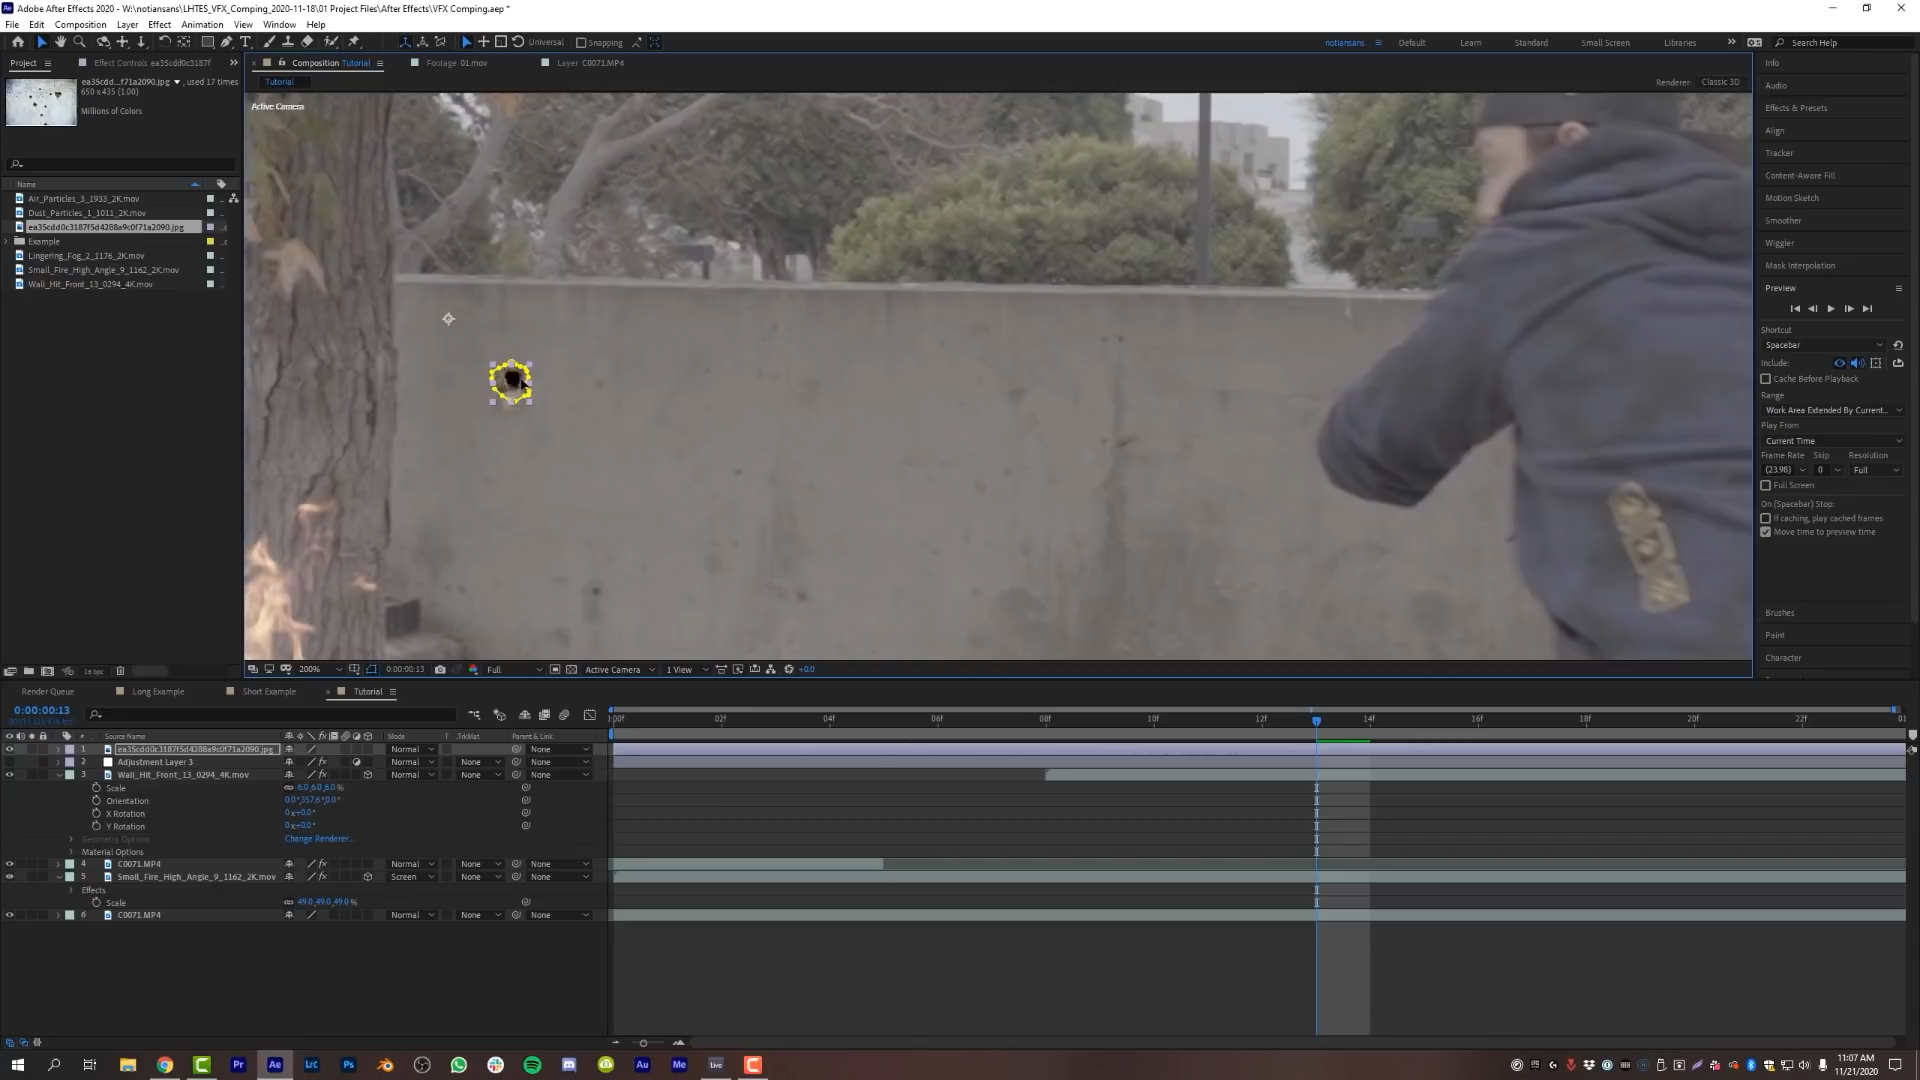 Adobe After Effects 2020 - W:\notiansans\LHTES_VFX_Comping_2020-11-18\01 Project Files\After Effects\VFX Comping.aep *
File Edit Composition Layer Effect Animation View Window Help
Universal Snapping notiansans Default Learn Standard Small Screen Libraries Search Help
Project Effect Controls ea35cdd0c3187f Composition Tutorial Footage 01.mov Layer C0071.MP4 Info
ea35cdd...f71a2090.jpg , used 17 times
650 x 435 (1.00)
Millions of Colors
Tutorial Renderer: Classic 3D
Active Camera
Audio
Effects & Presets
Align
Tracker
Content-Aware Fill
Motion Sketch
Smoother
Wiggler
Mask Interpolation
Name
Air_Particles_3_1933_2K.mov
Dust_Particles_1_1011_2K.mov
ea35cdd0c3187f5d4288a9c0f71a2090.jpg
Example
Lingering_Fog_2_1176_2K.mov
Small_Fire_High_Angle_9_1162_2K.mov
Wall_Hit_Front_13_0294_4K.mov
Preview
Shortcut
Spacebar
Include:
Cache Before Playback
Range
Work Area Extended By Current...
Play From
Current Time
Frame Rate Skip Resolution
(23.98) 0 Full
Full Screen
On (Spacebar) Stop:
If caching, play cached frames
Move time to preview time
Brushes
Paint
Character
16 bpc 200% 0:00:00:13 Full Active Camera 1 View +0.0
Render Queue Long Example Short Example Tutorial
0:00:00:13
:00f 02f 04f 06f 08f 10f 12f 14f 16f 18f 20f 22f 01
# Source Name Mode T .TrkMat Parent & Link
1 ea35cdd0c3187f5d4288a9c0f71a2090.jpg Normal None
2 Adjustment Layer 3 Normal None None
3 Wall_Hit_Front_13_0294_4K.mov Normal None None
Scale 6.0,6.0,6.0%
Orientation 0.0°,357.6°,0.0°
X Rotation 0x+0.0°
Y Rotation 0x+0.0°
Geometry Options Change Renderer...
Material Options
4 C0071.MP4 Normal None None
5 Small_Fire_High_Angle_9_1162_2K.mov Screen None None
Effects
Scale 49.0,49.0,49.0%
6 C0071.MP4 Normal None None
Pr Ae Lrc Ps Au Me Live
11:07 AM
11/21/2020